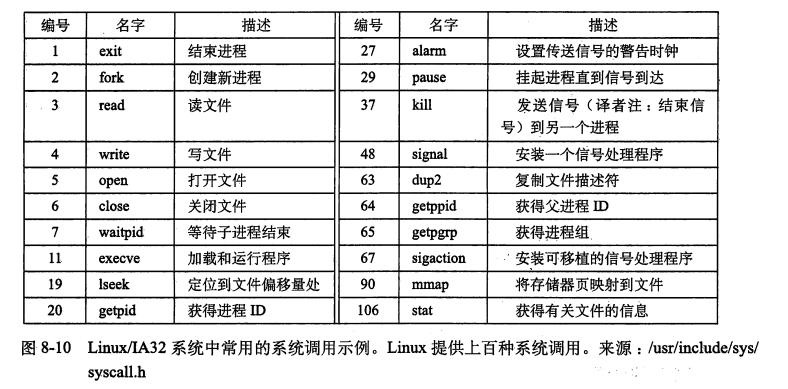 编号 名字 描述 编号 名字 描述
1 exit 结束进程 27 alarm 设置传送信号的警告时钟
2 fork 创建新进程 29 pause 挂起进程直到信号到达
3 read 读文件 37 kill 发送信号（译者注：结束信
号）到另一个进程
4 write 写文件 48 signal 安装一个信号处理程序
5 open 打开文件 63 dup2 复制文件描述符
6 close 关闭文件 64 getppid 获得父进程 ID
7 waitpid 等待子进程结束 65 getpgrp 获得进程组
11 execve 加载和运行程序 67 sigaction 安装可移植的信号处理程序
19 lseek 定位到文件偏移量处 90 mmap 将存储器页映射到文件
20 getpid 获得进程 ID 106 stat 获得有关文件的信息
图 8-10 Linux/IA32 系统中常用的系统调用示例。Linux 提供上百种系统调用。来源：/usr/include/sys/
syscall.h